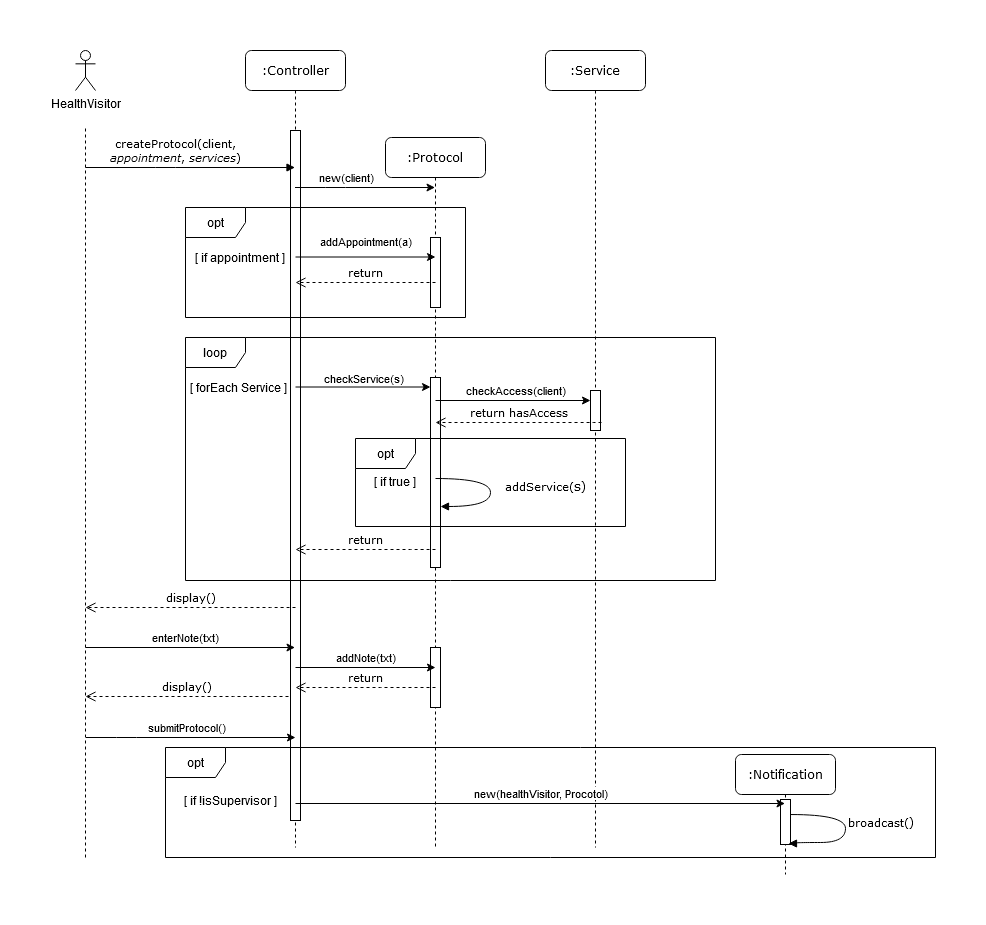 :Controller
:Service
HealthVisitor
createProtocol(client,
appointment, services)
:Protocol
new(client)
opt
addAppointment(a)
[ if appointment ]
return
loop
checkService(s)
[ forEach Service ]
checkAccess(client)
return hasAccess
opt
[ if true ]
addService(s)
return
display()
enterNote(txt)
addNote(txt)
return
display()
submitProtocol()
opt
:Notification
new(healthVisitor, Procotol)
[ if !isSupervisor ]
broadcast()